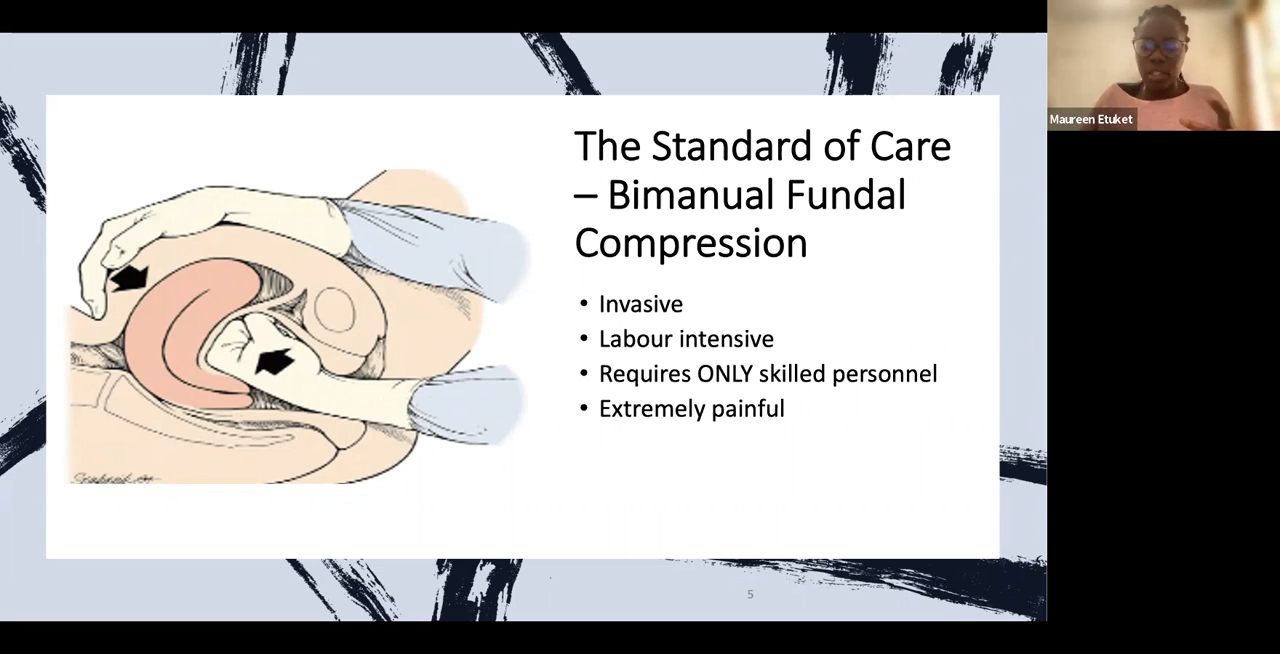 The Standard of Care
– Bimanual Fundal
Compression
• Invasive
• Labour intensive
• Requires ONLY skilled personnel
• Extremely painful
5
Maureen Etuket